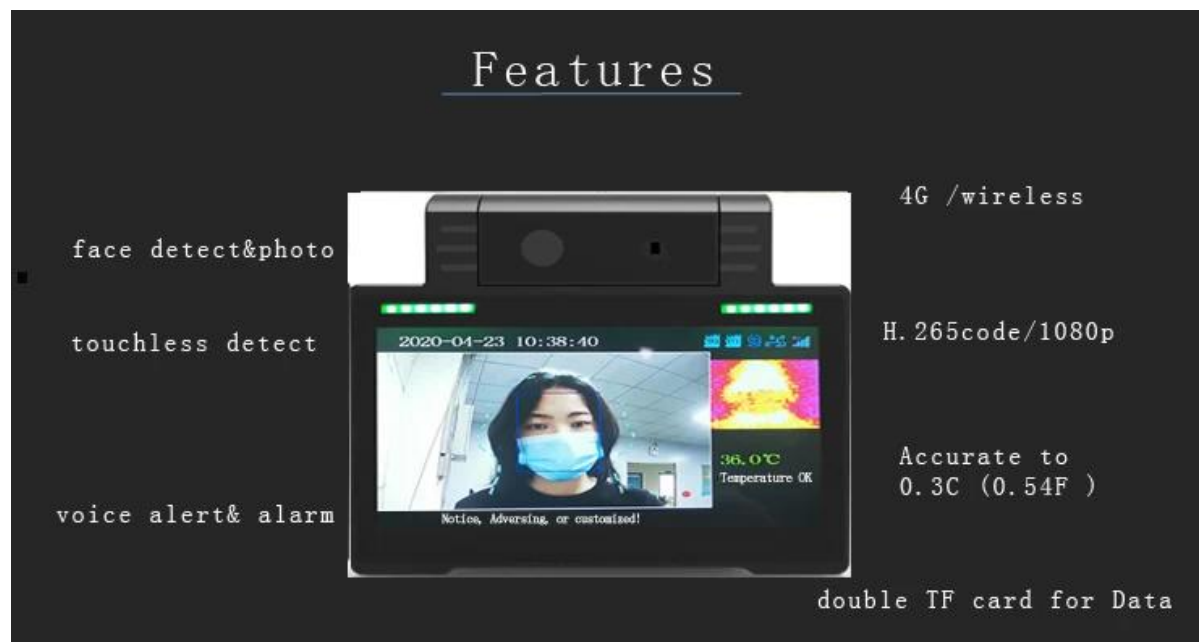 Features
4G /wireless
face detect&photo
touchless detect
H.265code/1080p
2020-04-23 10:38:40
36.0℃
Temperature OK
Accurate to
0.3C (0.54F )
voice alert& alarm
Notice, Adversing, or customized!
double TF card for Data